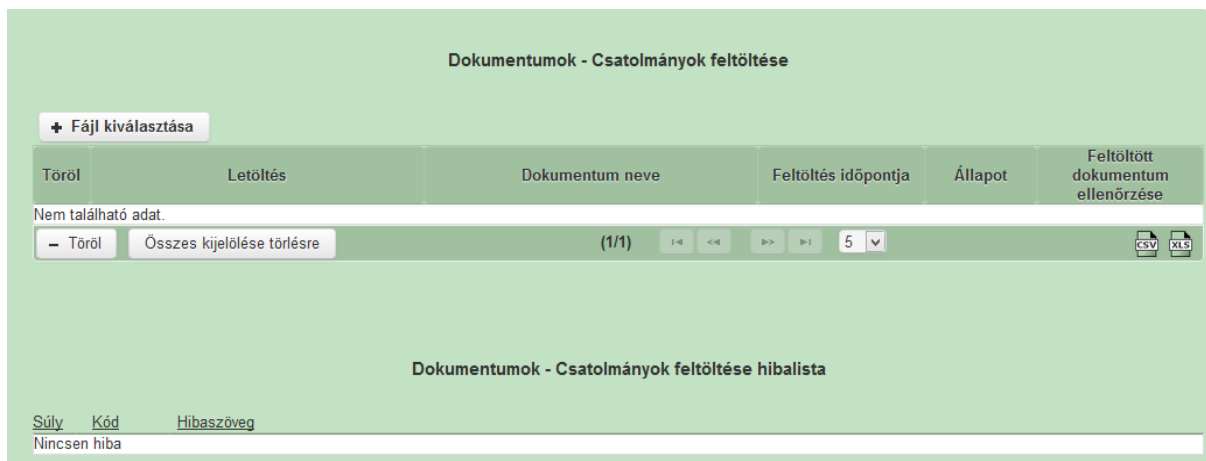 Dokumentumok - Csatolmányok feltöltése
+ Fájl kiválasztása
Töröl Letöltés Dokumentum neve Feltöltés időpontja Állapot Feltöltött dokumentum ellenőrzése
Nem található adat.
– Töröl Összes kijelölése törlésre (1/1) 5 CSV XLS
Dokumentumok - Csatolmányok feltöltése hibalista
Súly Kód Hibaszöveg
Nincsen hiba